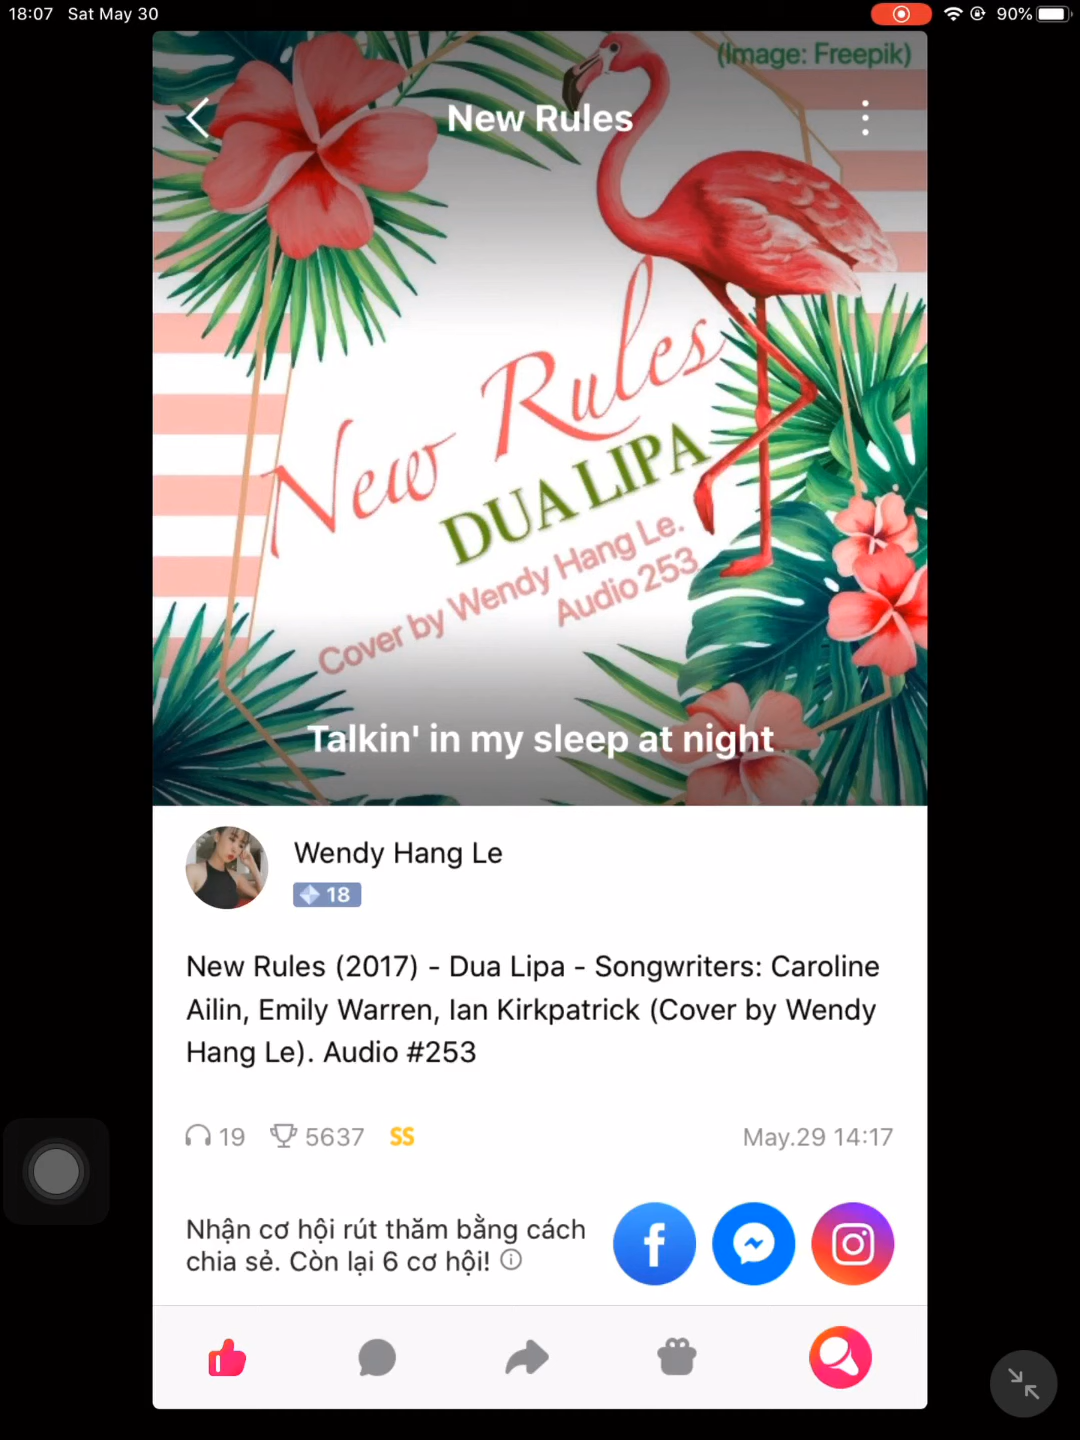 18:07 Sat May 30
90%
(Image: Freepik)
New Rules
New Rules
DUA LIPA
Cover by Wendy Hang Le.
Audio 253
Talkin' in my sleep at night
Wendy Hang Le
18
New Rules (2017) - Dua Lipa - Songwriters: Caroline
Ailin, Emily Warren, Ian Kirkpatrick (Cover by Wendy
Hang Le). Audio #253
19 5637 SS
May.29 14:17
Nhận cơ hội rút thăm bằng cách
chia sẻ. Còn lại 6 cơ hội!